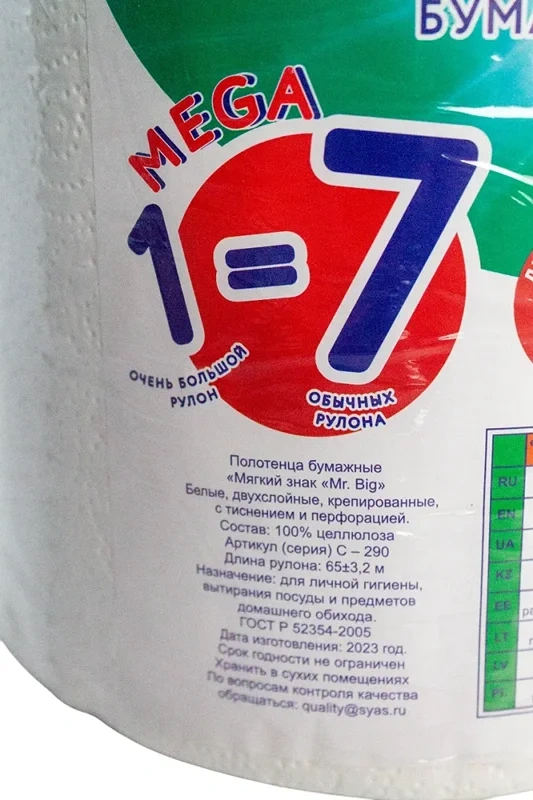 БУМ
MEGA
1=7
ОЧЕНЬ БОЛЬШОЙ
РУЛОН
ОБЫЧНЫХ
РУЛОНА
Полотенца бумажные
«Мягкий знак «Mr. Big»
Белые, двухслойные, крепированные,
с тиснением и перфорацией.
Состав: 100% целлюлоза
Артикул (серия) С – 290
Длина рулона: 65±3,2 м
Назначение: для личной гигиены,
вытирания посуды и предметов
домашнего обихода.
ГОСТ Р 52354-2005
Дата изготовления: 2023 год.
Срок годности не ограничен
Хранить в сухих помещениях
По вопросам контроля качества
обращаться: quality@syas.ru
RU
EN
UA
KZ
EE
LT
LV